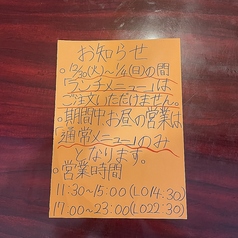 お知らせ
・12/30(火)～1/4(日)の間
「ランチメニュー」は
ご注文いただけません。
・期間中お昼の営業は
「通常メニュー」のみ
となります。
・営業時間
11:30～15:00(LO14:30)
17:00～23:00(LO22:30)